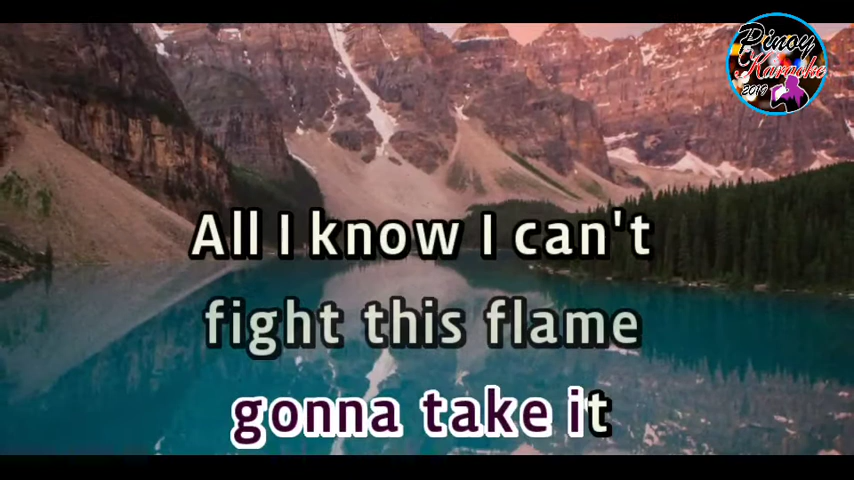 Pinoy
Karaoke
2019
All I know I can't
fight this flame
gonna take it